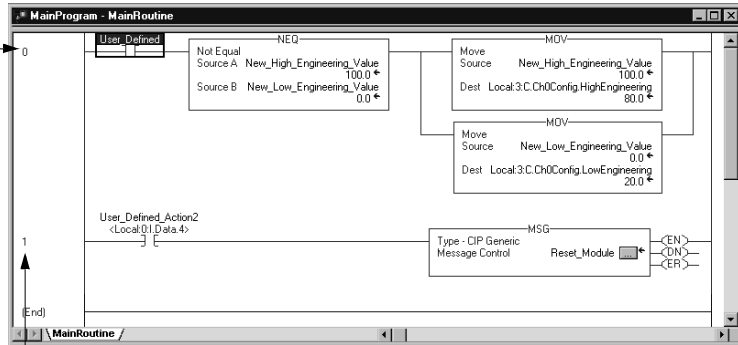 MainProgram - MainRoutine
0
User_Defined
NEQ
Not Equal
Source A New_High_Engineering_Value
100.0
Source B New_Low_Engineering_Value
0.0
MOV
Move
Source New_High_Engineering_Value
100.0
Dest Local:3:C.Ch0Config.HighEngineering
80.0
MOV
Move
Source New_Low_Engineering_Value
0.0
Dest Local:3:C.Ch0Config.LowEngineering
20.0
1
User_Defined_Action2
<Local:0:I.Data.4>
MSG
Type - CIP Generic
Message Control Reset_Module ...
EN
DN
ER
(End)
MainRoutine